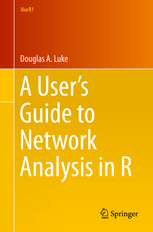 Use R!
Douglas A. Luke
A User's
Guide to
Network
Analysis in R
Springer